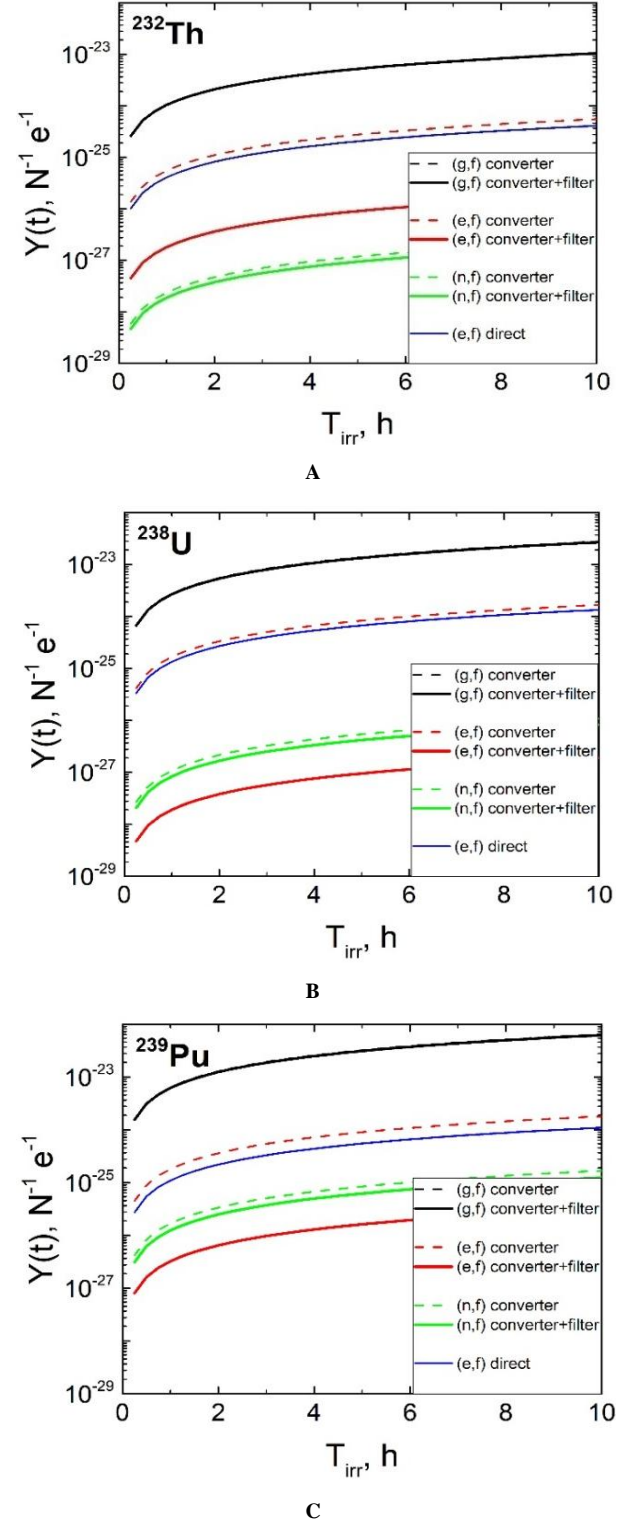 ²³²Th
Y(t), N⁻¹ e⁻¹
10⁻²³
10⁻²⁵
10⁻²⁷
10⁻²⁹
(g,f) converter
(g,f) converter+filter
(e,f) converter
(e,f) converter+filter
(n,f) converter
(n,f) converter+filter
(e,f) direct
0 2 4 6 8 10
T_irr, h
A
²³⁸U
Y(t), N⁻¹ e⁻¹
10⁻²³
10⁻²⁵
10⁻²⁷
10⁻²⁹
(g,f) converter
(g,f) converter+filter
(e,f) converter
(e,f) converter+filter
(n,f) converter
(n,f) converter+filter
(e,f) direct
0 2 4 6 8 10
T_irr, h
B
²³⁹Pu
Y(t), N⁻¹ e⁻¹
10⁻²³
10⁻²⁵
10⁻²⁷
10⁻²⁹
(g,f) converter
(g,f) converter+filter
(e,f) converter
(e,f) converter+filter
(n,f) converter
(n,f) converter+filter
(e,f) direct
0 2 4 6 8 10
T_irr, h
C